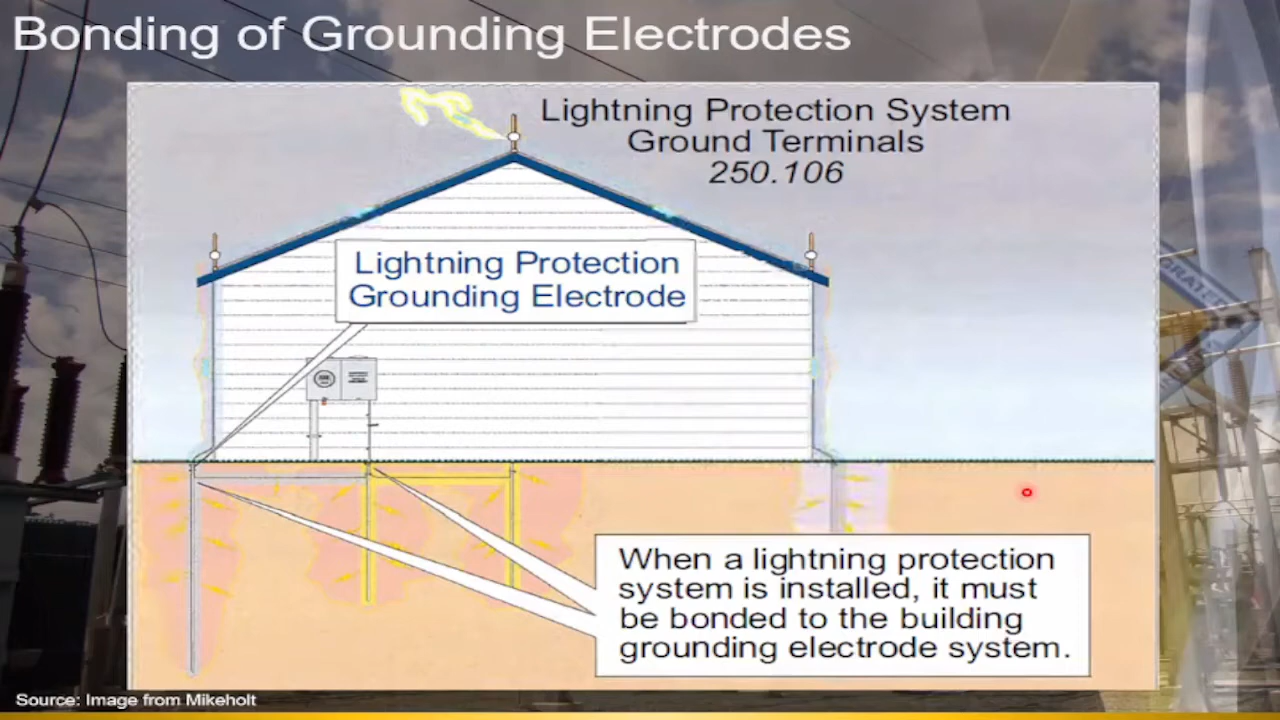 Bonding of Grounding Electrodes
Lightning Protection System
Ground Terminals
250.106
Lightning Protection
Grounding Electrode
When a lightning protection
system is installed, it must
be bonded to the building
grounding electrode system.
Source: Image from Mikeholt